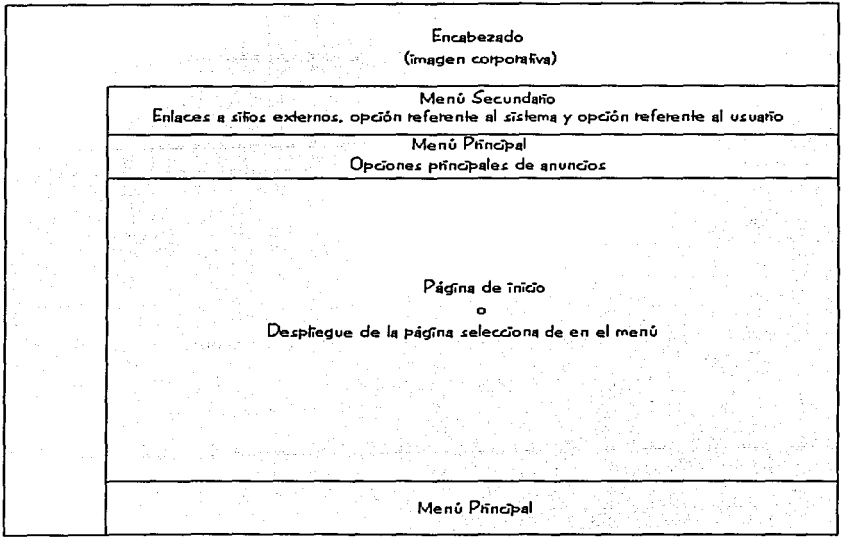 Encabezado
(imagen corporativa)
Menú Secundario
Enlaces a sitios externos, opción referente al sistema y opción referente al usuario
Menú Principal
Opciones principales de anuncios
Página de inicio
o
Despliegue de la página selecciona de en el menú
Menú Principal